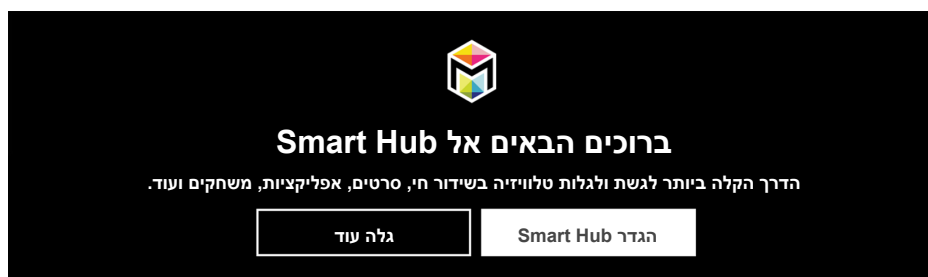 ברוכים הבאים אל Smart Hub
הדרך הקלה ביותר לגשת ולגלות טלוויזיה בשידור חי, סרטים, אפליקציות, משחקים ועוד.
הגדר Smart Hub
גלה עוד